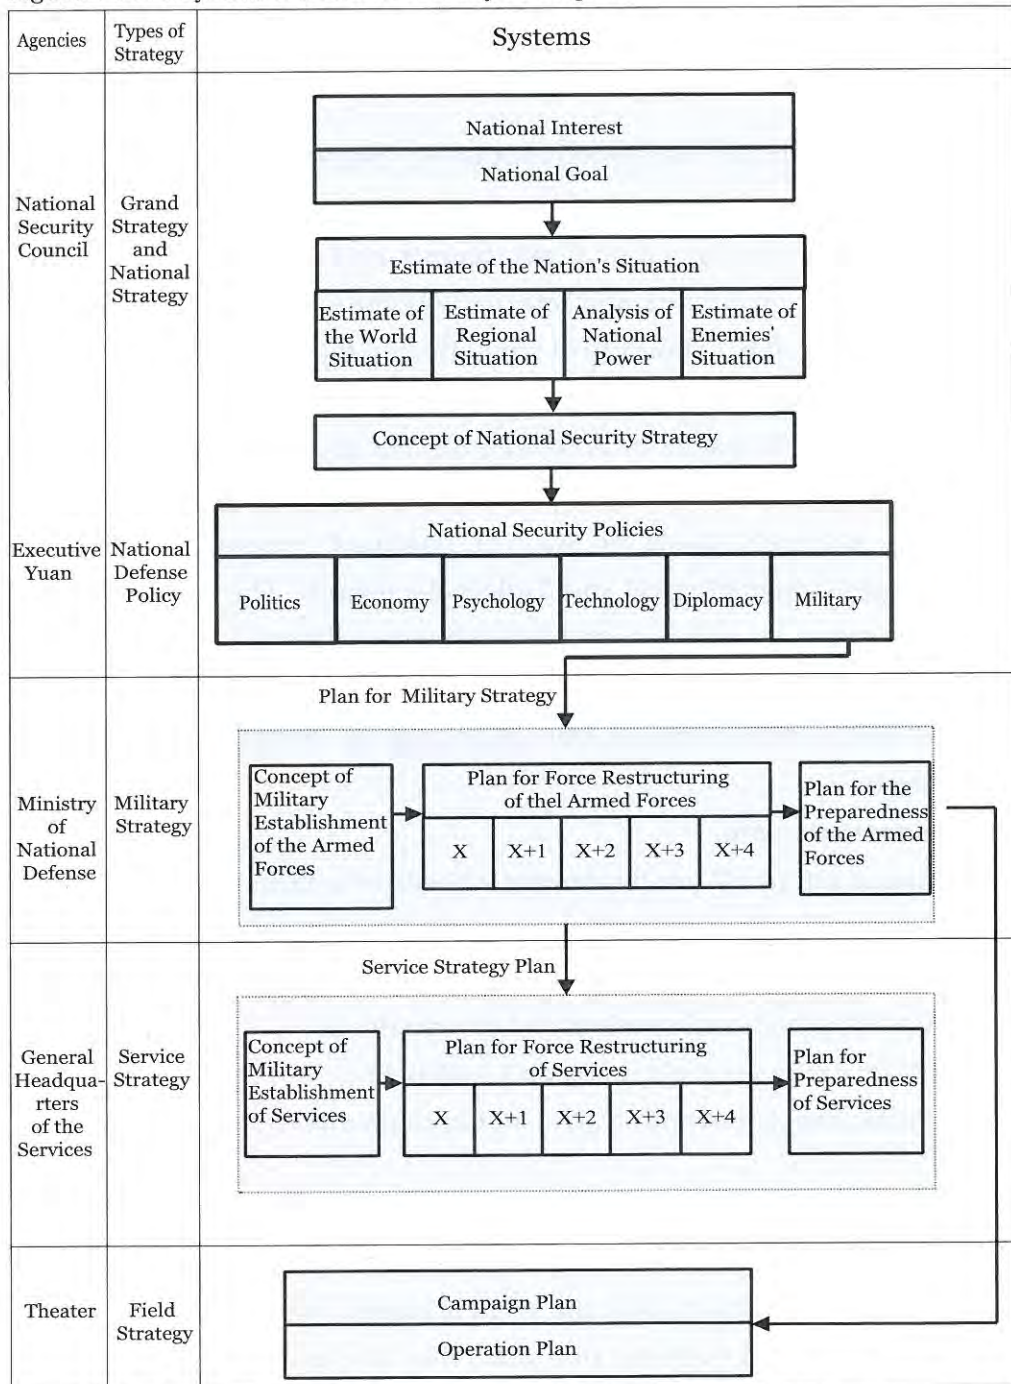 Agencies
Types of
Strategy
Systems
National
Security
Council
Grand
Strategy
and
National
Strategy
National Interest
National Goal
Estimate of the Nation's Situation
Estimate of
the World
Situation
Estimate of
Regional
Situation
Analysis of
National
Power
Estimate of
Enemies'
Situation
Concept of National Security Strategy
Executive
Yuan
National
Defense
Policy
National Security Policies
Politics
Economy
Psychology
Technology
Diplomacy
Military
Ministry
of
National
Defense
Military
Strategy
Plan for Military Strategy
Concept of
Military
Establishment
of the Armed
Forces
Plan for Force Restructuring
of thel Armed Forces
X
X+1
X+2
X+3
X+4
Plan for the
Preparedness
of the Armed
Forces
General
Headqua-
rters
of the
Services
Service
Strategy
Service Strategy Plan
Concept of
Military
Establishment
of Services
Plan for Force Restructuring
of Services
X
X+1
X+2
X+3
X+4
Plan for
Preparedness
of Services
Theater
Field
Strategy
Campaign Plan
Operation Plan